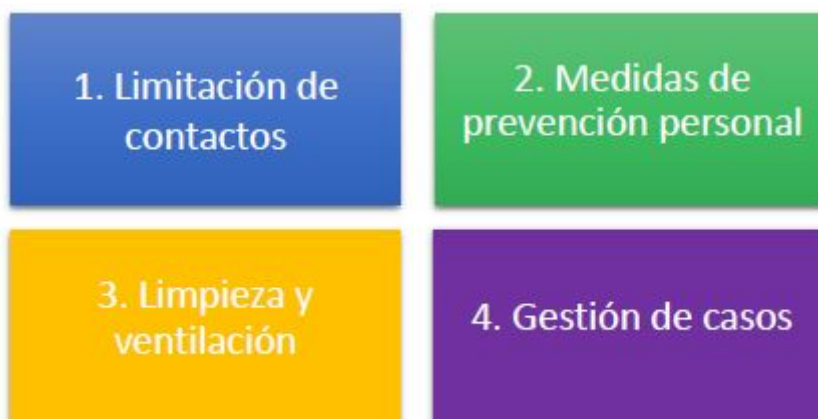 1. Limitación de
contactos
2. Medidas de
prevención personal
3. Limpieza y
ventilación
4. Gestión de casos